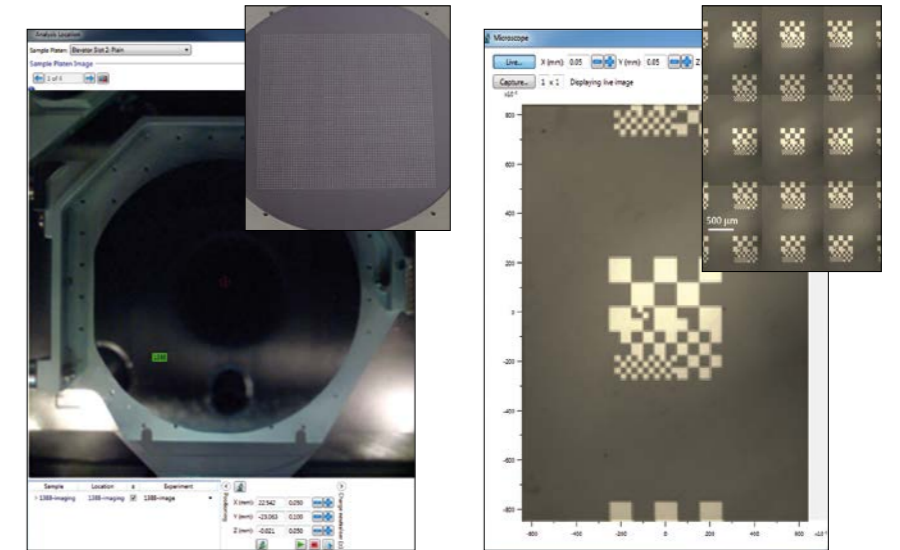 Analysis Location
Sample Platen: Elevator Slot 2: Plain
Sample Platen Image
1 of 4
Sample Location Experiment
1388-imaging 1388-imaging 1388-image
Positioning
X (mm): 22.542 0.050
Y (mm): -23.063 0.100
Z (mm): -0.021 0.050
Microscope
Live... X (mm) 0.05 Y (mm) 0.05 Z
Capture... 1 x 1 Displaying live image
800
600
400
200
0
-200
-400
-600
-800
-600 -400 -200 0 200 400 600
500 µm